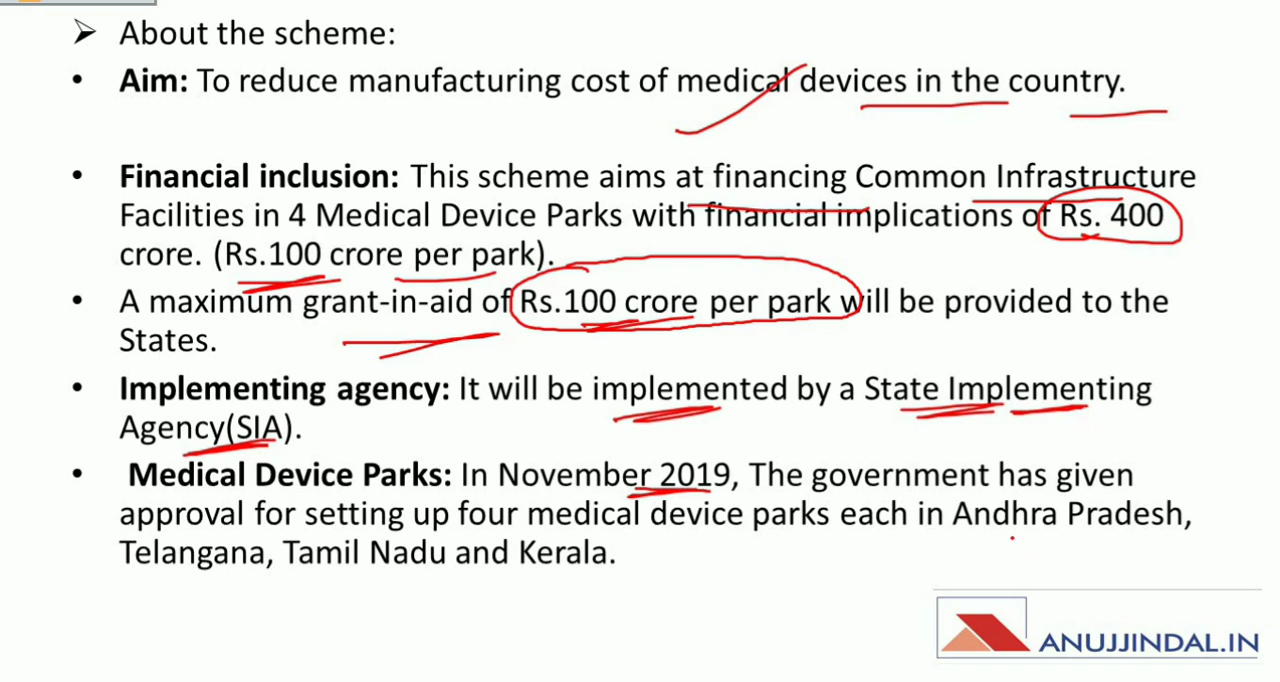 ➤ About the scheme:
• Aim: To reduce manufacturing cost of medical devices in the country.
• Financial inclusion: This scheme aims at financing Common Infrastructure
Facilities in 4 Medical Device Parks with financial implications of Rs. 400
crore. (Rs.100 crore per park).
• A maximum grant-in-aid of Rs.100 crore per park will be provided to the
States.
• Implementing agency: It will be implemented by a State Implementing
Agency(SIA).
• Medical Device Parks: In November 2019, The government has given
approval for setting up four medical device parks each in Andhra Pradesh,
Telangana, Tamil Nadu and Kerala.
ANUJJINDAL.IN